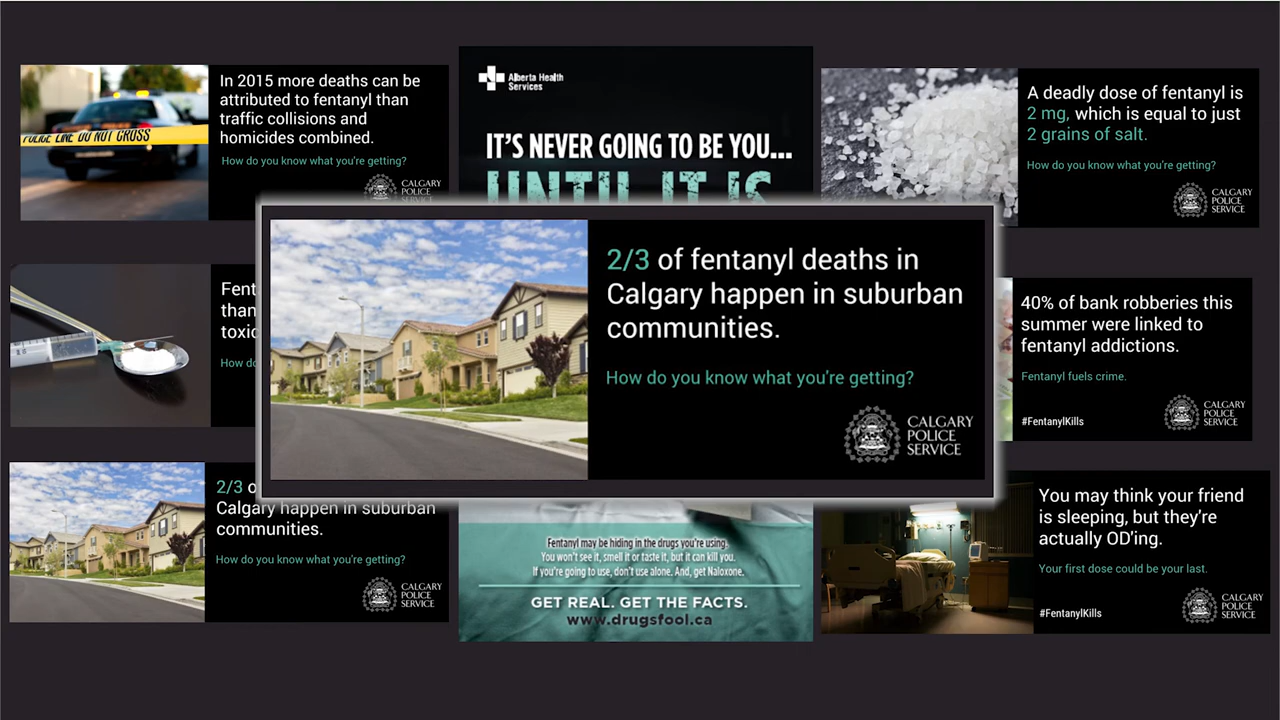 In 2015 more deaths can be
attributed to fentanyl than
traffic collisions and
homicides combined.
How do you know what you're getting?
CALGARY
POLICE
SERVICE
POLICE LINE DO NOT CROSS
Alberta Health
Services
IT'S NEVER GOING TO BE YOU...
UNTIL IT IS
A deadly dose of fentanyl is
2 mg, which is equal to just
2 grains of salt.
How do you know what you're getting?
CALGARY
POLICE
SERVICE
2/3 of fentanyl deaths in
Calgary happen in suburban
communities.
How do you know what you're getting?
CALGARY
POLICE
SERVICE
Fent
than
toxic
How do
40% of bank robberies this
summer were linked to
fentanyl addictions.
Fentanyl fuels crime.
#FentanylKills
CALGARY
POLICE
SERVICE
2/3 o
Calgary happen in suburban
communities.
How do you know what you're getting?
CALGARY
POLICE
SERVICE
Fentanyl may be hiding in the drugs you're using.
You won't see it, smell it or taste it, but it can kill you.
If you're going to use, don't use alone. And, get Naloxone.
GET REAL. GET THE FACTS.
www.drugsfool.ca
You may think your friend
is sleeping, but they're
actually OD'ing.
Your first dose could be your last.
#FentanylKills
CALGARY
POLICE
SERVICE